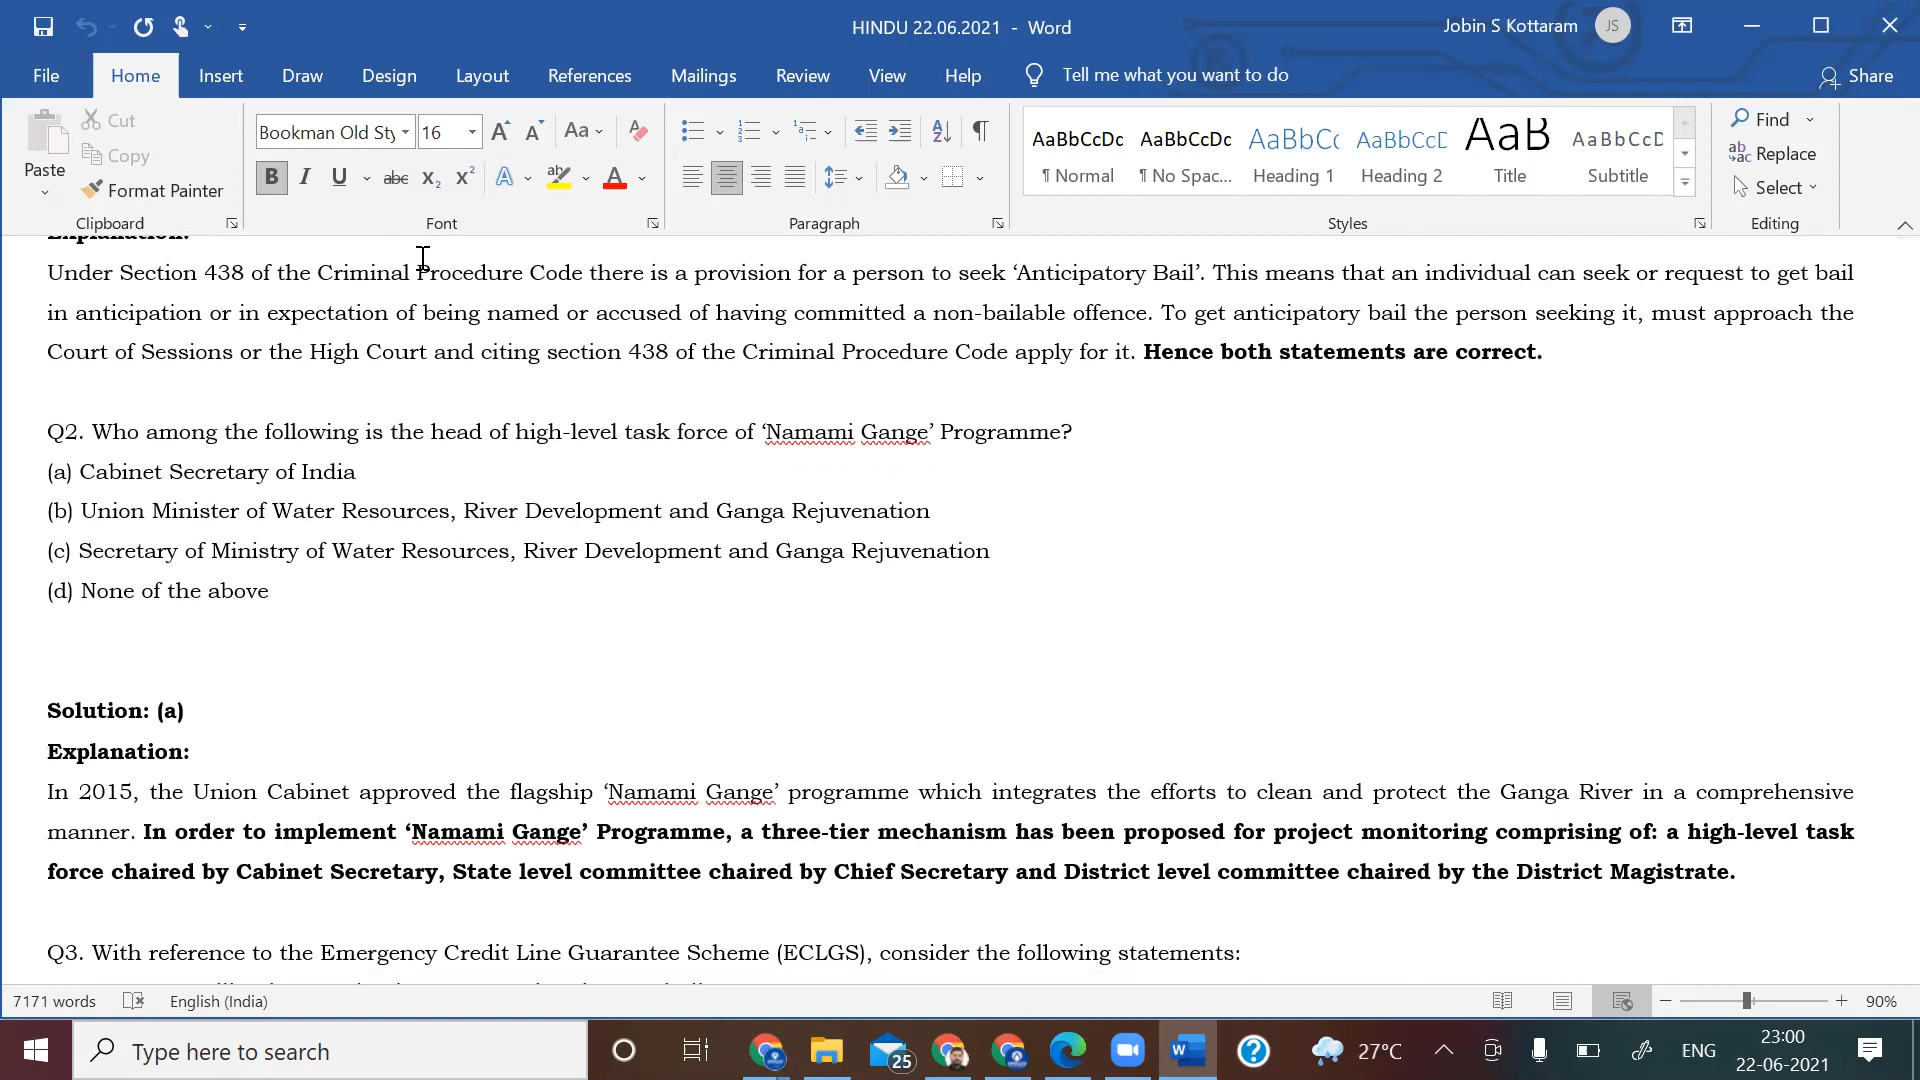 HINDU 22.06.2021 - Word
Jobin S Kottaram
JS
File Home Insert Draw Design Layout References Mailings Review View Help Tell me what you want to do
Share
Paste
Cut
Copy
Format Painter
Clipboard
Bookman Old Sty 16
Font
Paragraph
AaBbCcDc AaBbCcDc AaBbCc AaBbCcD AaB AaBbCcD
¶ Normal ¶ No Spac... Heading 1 Heading 2 Title Subtitle
Styles
Find
Replace
Select
Editing
Explanation:
Under Section 438 of the Criminal Procedure Code there is a provision for a person to seek ‘Anticipatory Bail’. This means that an individual can seek or request to get bail
in anticipation or in expectation of being named or accused of having committed a non-bailable offence. To get anticipatory bail the person seeking it, must approach the
Court of Sessions or the High Court and citing section 438 of the Criminal Procedure Code apply for it. Hence both statements are correct.
Q2. Who among the following is the head of high-level task force of ‘Namami Gange’ Programme?
(a) Cabinet Secretary of India
(b) Union Minister of Water Resources, River Development and Ganga Rejuvenation
(c) Secretary of Ministry of Water Resources, River Development and Ganga Rejuvenation
(d) None of the above
Solution: (a)
Explanation:
In 2015, the Union Cabinet approved the flagship ‘Namami Gange’ programme which integrates the efforts to clean and protect the Ganga River in a comprehensive
manner. In order to implement ‘Namami Gange’ Programme, a three-tier mechanism has been proposed for project monitoring comprising of: a high-level task
force chaired by Cabinet Secretary, State level committee chaired by Chief Secretary and District level committee chaired by the District Magistrate.
Q3. With reference to the Emergency Credit Line Guarantee Scheme (ECLGS), consider the following statements:
7171 words English (India) 90%
Type here to search
25
27°C
ENG
23:00
22-06-2021